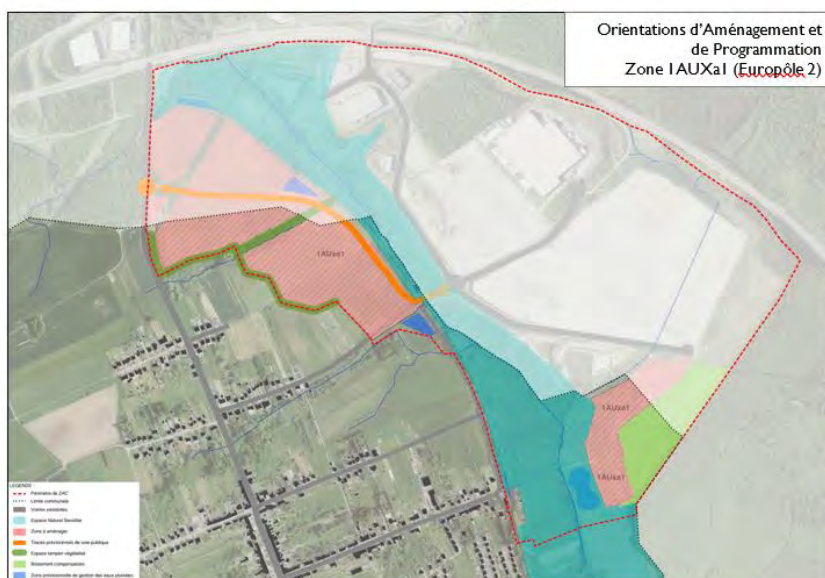 Orientations d'Aménagement et
de Programmation
Zone 1AUXa1 (Europôle 2)
1AUxa1
1AUxa1
1AUxa1
LEGENDE :
Périmètre de ZAC
Limite communale
Voiries existantes
Espace Naturel Sensible
Zone à aménager
Tracés prévisionnels de voie publique
Espace tampon végétalisé
Boisement compensatoire
Zone prévisionnelle de gestion des eaux pluviales